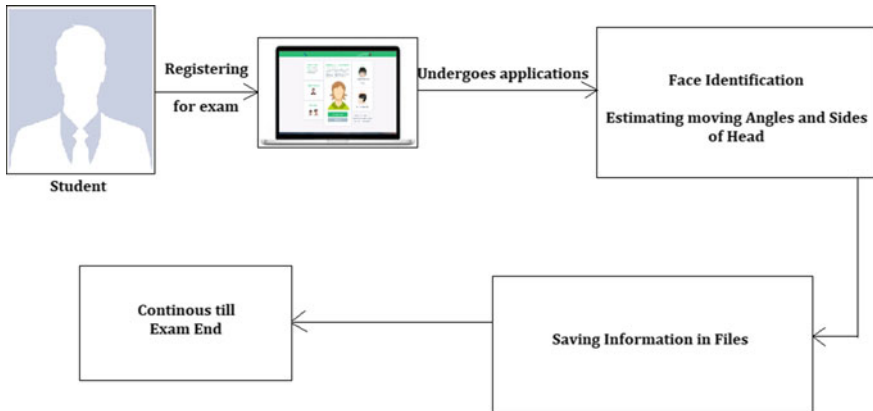 Student
Registering
for exam
Undergoes applications
Face Identification
Estimating moving Angles and Sides
of Head
Saving Information in Files
Continous till
Exam End